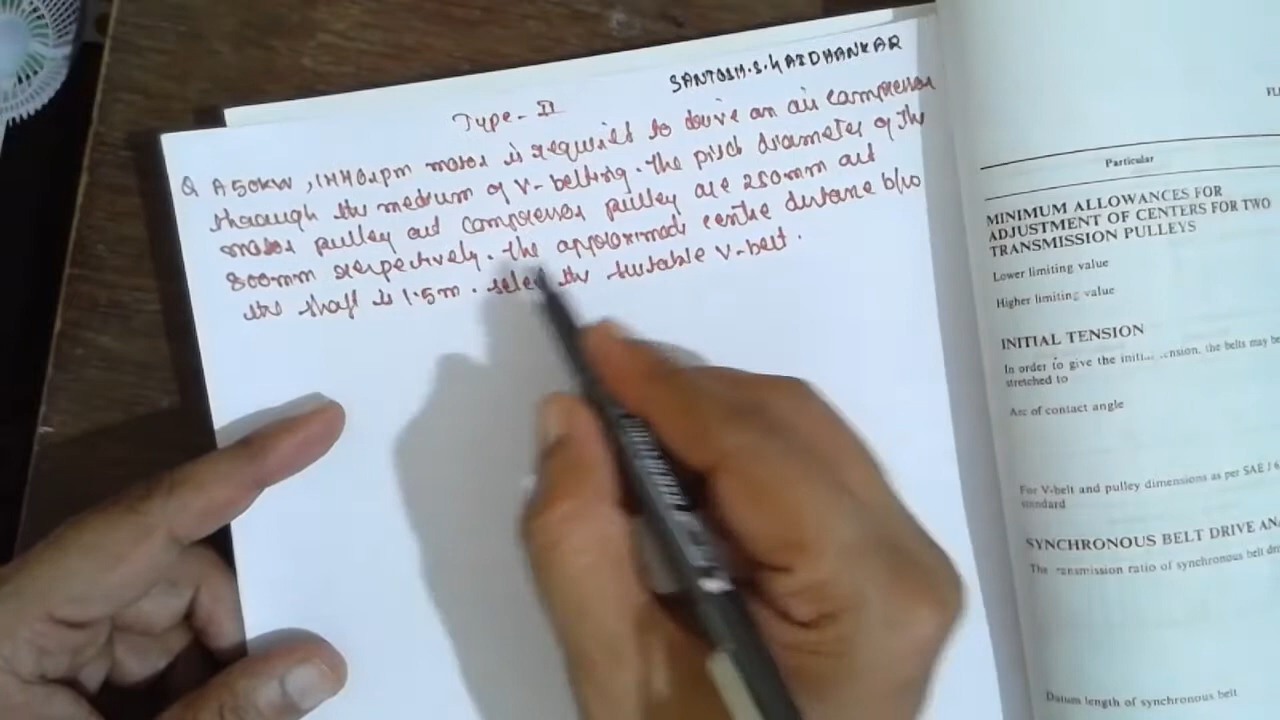 SANTOSH.S.GAIDHANKAR
Type - II
Q A 50kW, 1440rpm motor is required to drive an air compressor
through the medium of V-belting. The pitch diameter of the
motor pulley and compressor pulley are 280mm and
800mm respectively. The approximate centre distance b/w
the shaft is 1.5m. select the suitable V-belt.
Particular
MINIMUM ALLOWANCES FOR
ADJUSTMENT OF CENTERS FOR TWO
TRANSMISSION PULLEYS
Lower limiting value
Higher limiting value
INITIAL TENSION
In order to give the the belts may be
stretched to
Arc of contact angle
For V-belt and pulley dimensions as per SAE J 6
standard
SYNCHRONOUS BELT DRIVE
The transmission ratio of synchronous belt
Datum length of synchronous belt